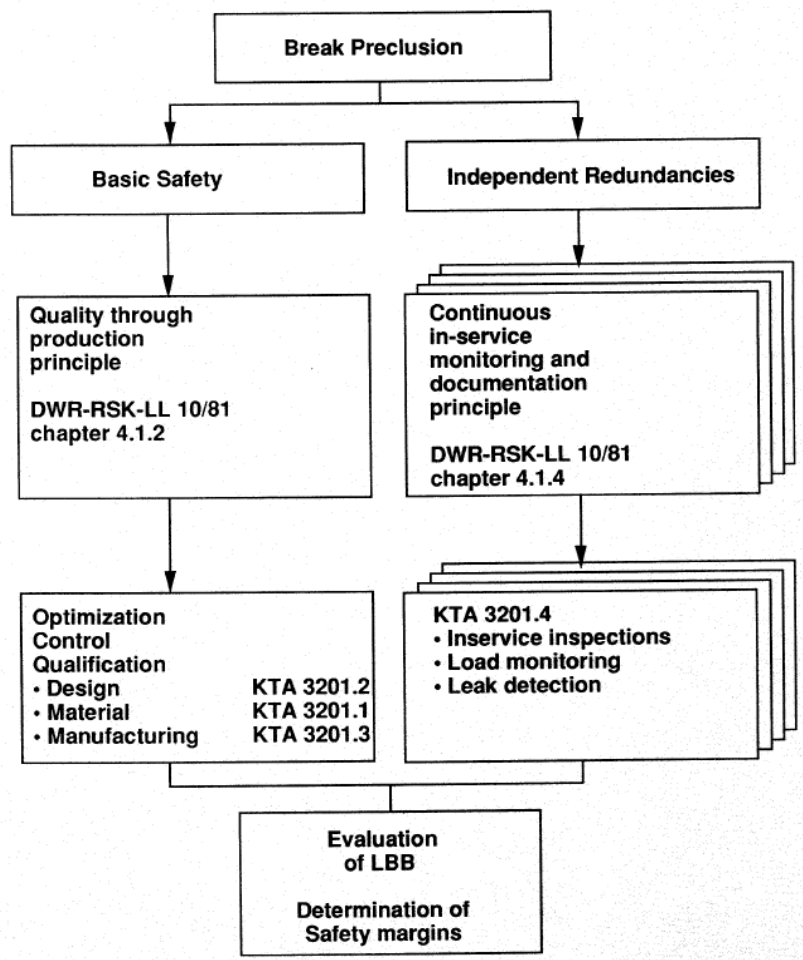 Break Preclusion
Basic Safety
Independent Redundancies
Quality through
production
principle
DWR-RSK-LL 10/81
chapter 4.1.2
Continuous
in-service
monitoring and
documentation
principle
DWR-RSK-LL 10/81
chapter 4.1.4
Optimization
Control
Qualification
• Design KTA 3201.2
• Material KTA 3201.1
• Manufacturing KTA 3201.3
KTA 3201.4
• Inservice inspections
• Load monitoring
• Leak detection
Evaluation
of LBB
Determination of
Safety margins